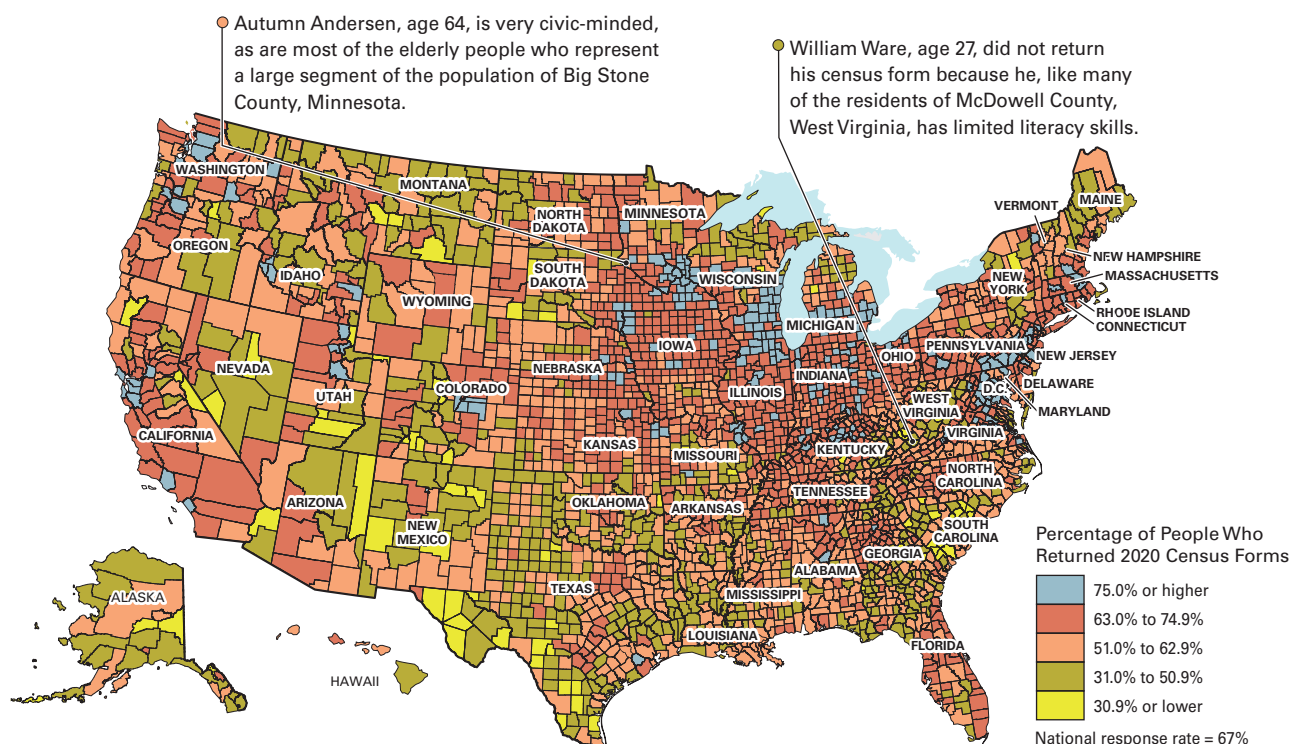 Autumn Andersen, age 64, is very civic-minded,
as are most of the elderly people who represent
a large segment of the population of Big Stone
County, Minnesota.
William Ware, age 27, did not return
his census form because he, like many
of the residents of McDowell County,
West Virginia, has limited literacy skills.
WASHINGTON
MONTANA
NORTH
DAKOTA
MINNESOTA
VERMONT
MAINE
OREGON
IDAHO
SOUTH
DAKOTA
WISCONSIN
NEW HAMPSHIRE
MASSACHUSETTS
NEW
YORK
WYOMING
MICHIGAN
RHODE ISLAND
CONNECTICUT
IOWA
OHIO
PENNSYLVANIA
NEW JERSEY
NEVADA
NEBRASKA
INDIANA
UTAH
COLORADO
ILLINOIS
D.C.
DELAWARE
WEST
VIRGINIA
MARYLAND
CALIFORNIA
KANSAS
MISSOURI
KENTUCKY
VIRGINIA
NORTH
CAROLINA
TENNESSEE
ARIZONA
NEW
MEXICO
OKLAHOMA
ARKANSAS
SOUTH
CAROLINA
GEORGIA
ALABAMA
TEXAS
MISSISSIPPI
LOUISIANA
FLORIDA
ALASKA
HAWAII
Percentage of People Who
Returned 2020 Census Forms
75.0% or higher
63.0% to 74.9%
51.0% to 62.9%
31.0% to 50.9%
30.9% or lower
National response rate = 67%